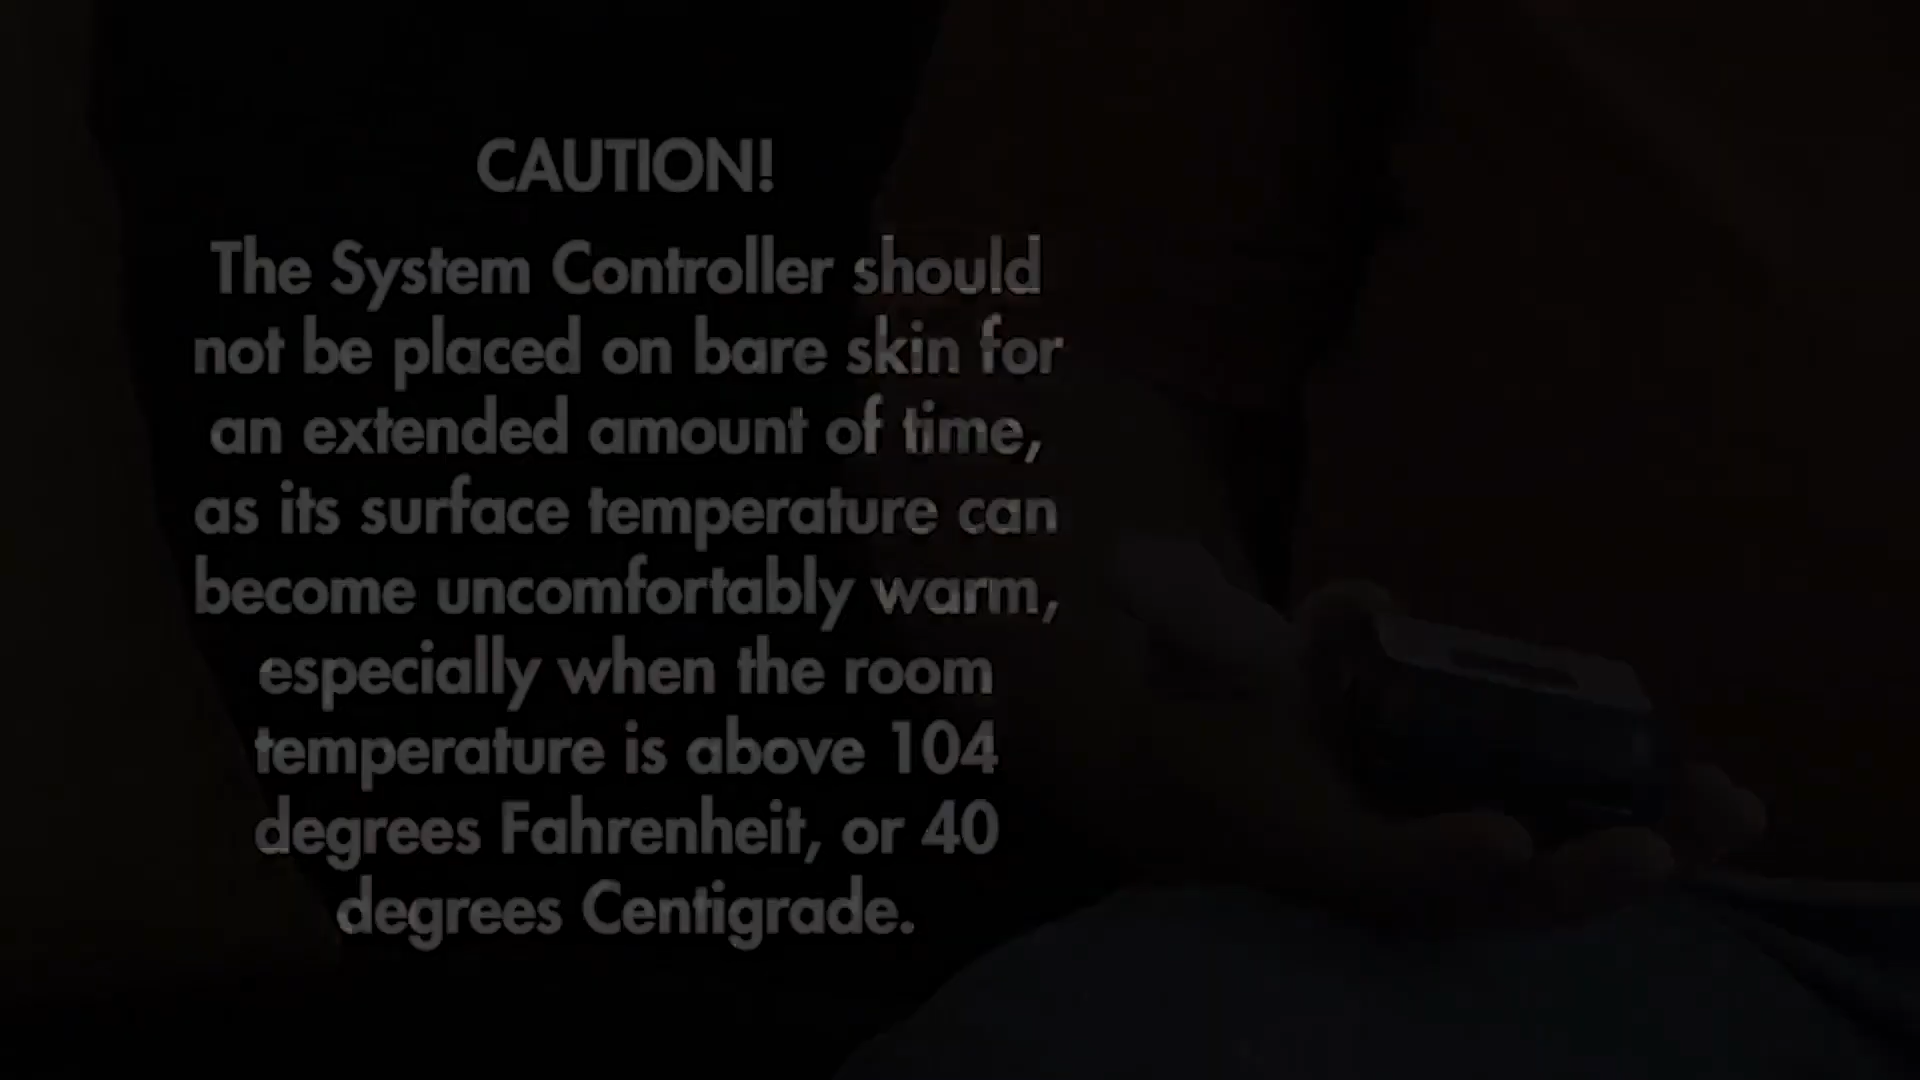 CAUTION!
The System Controller should
not be placed on bare skin for
an extended amount of time,
as its surface temperature can
become uncomfortably warm,
especially when the room
temperature is above 104
degrees Fahrenheit, or 40
degrees Centigrade.